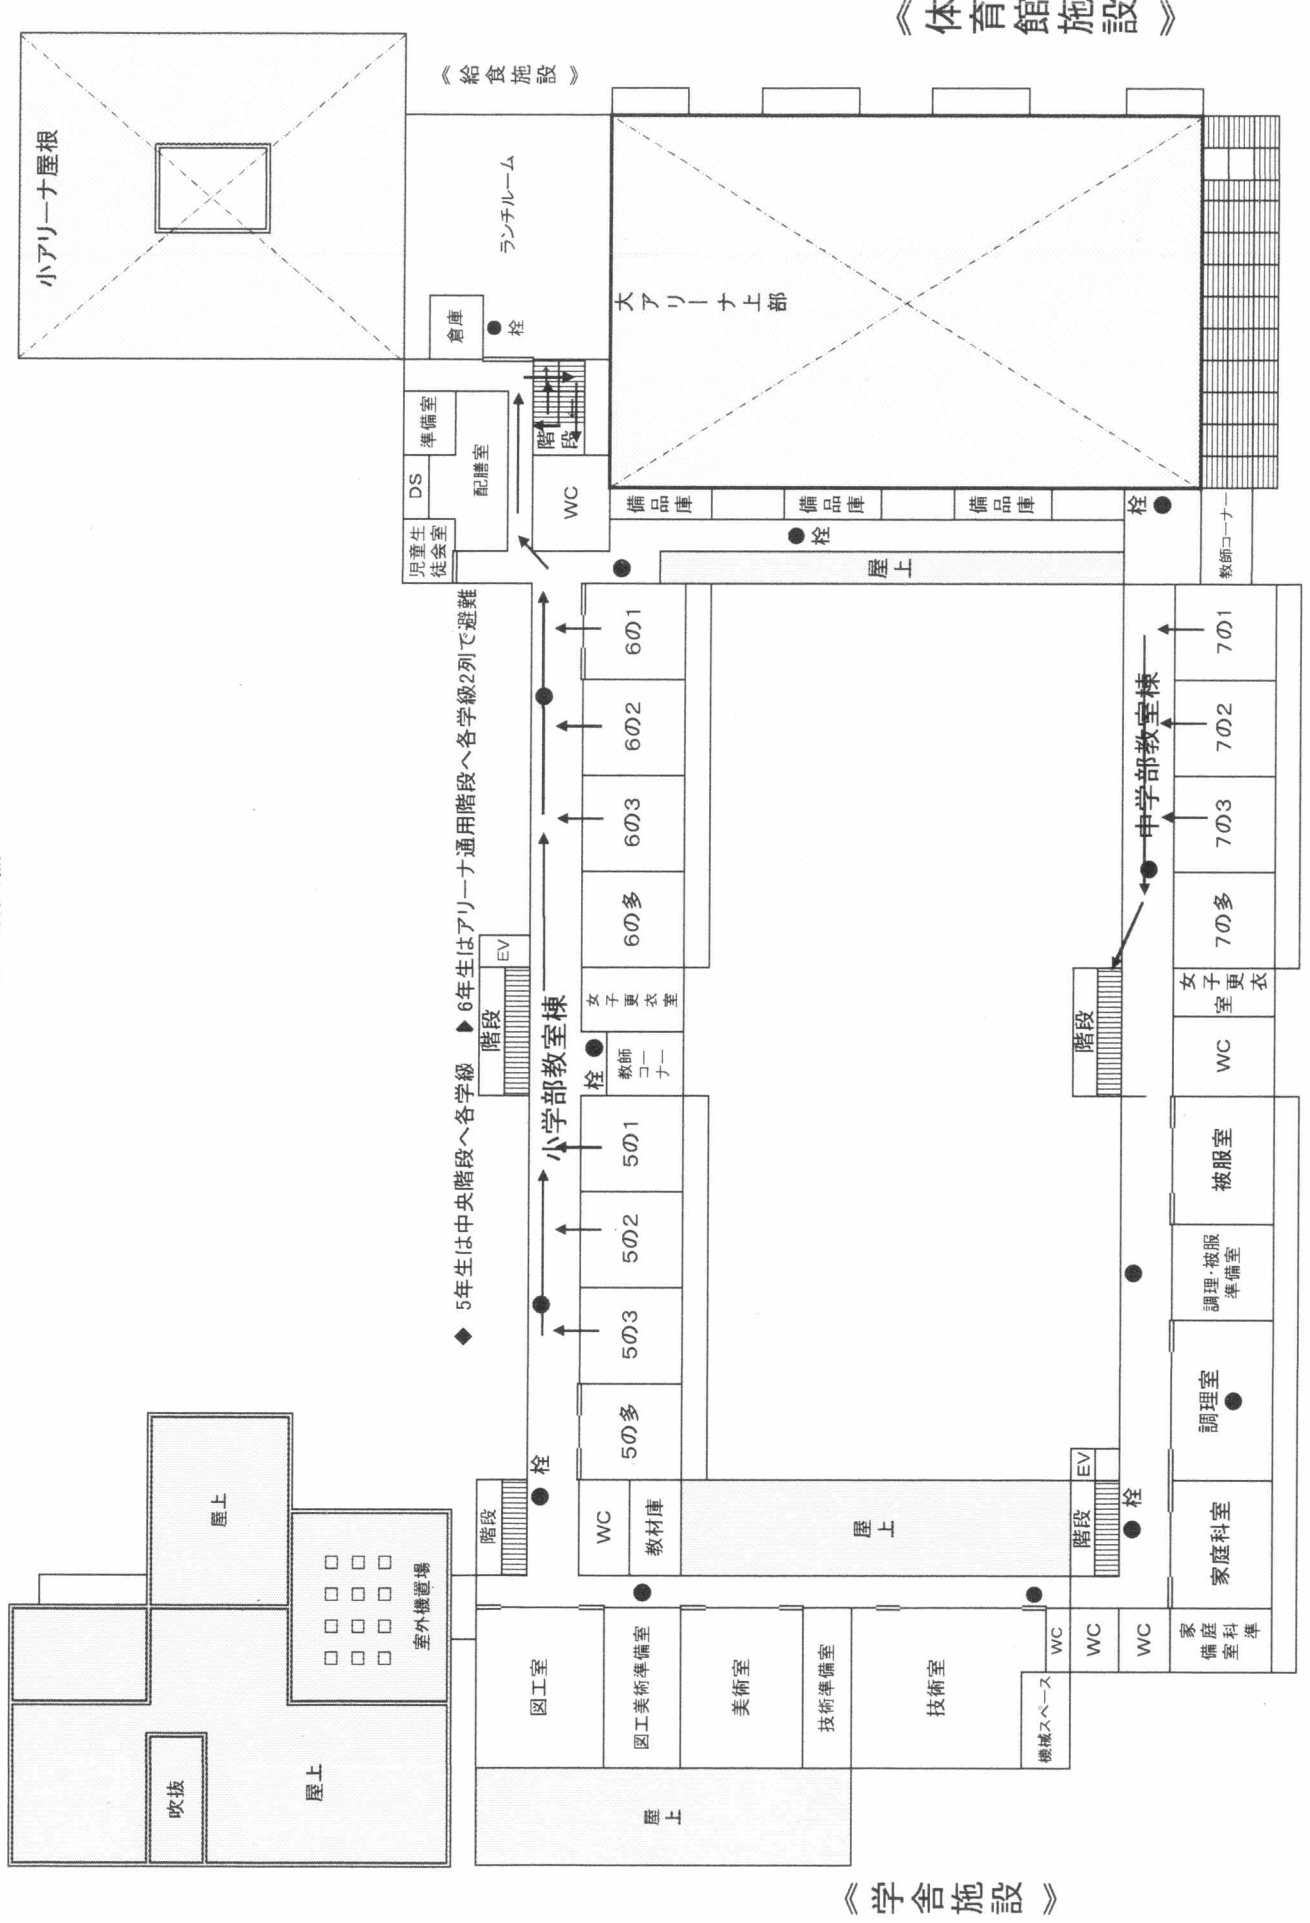 《体育館施設》
《給食施設》
《学舎施設》
小アリーナ屋根
ランチルーム
大アリーナ上部
倉庫
栓
準備室
DS
配膳室
児童生
徒会室
階段
WC
備品庫
備品庫
備品庫
栓
栓
屋上
教師コーナー
◆ 5年生は中央階段へ各学級 ▶6年生はアリーナ通用階段へ各学級2列で避難
小学部教室棟
6の1
6の2
6の3
6の多
EV
階段
女子更衣室
栓
教師
コーナー
5の1
5の2
5の3
5の多
栓
階段
WC
教材庫
屋上
中学部教室棟
7の1
7の2
7の3
7の多
階段
女子更衣
室
WC
被服室
調理・被服
準備室
調理室
EV
階段
栓
家庭科室
家庭科準
備室
WC
WC
WC
機械スペース
図工室
図工美術準備室
美術室
技術準備室
技術室
屋上
屋上
室外機置場
吹抜
屋上